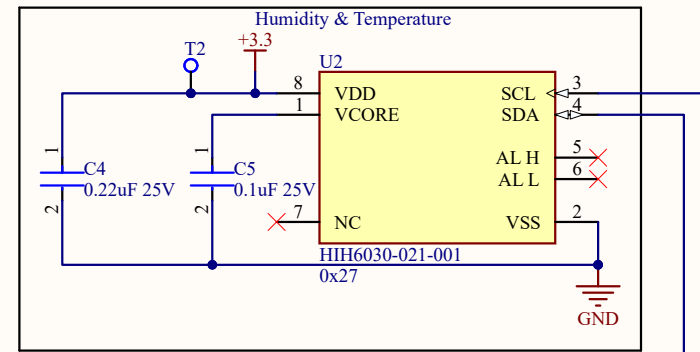 Humidity & Temperature
T2
+3.3
U2
8
VDD
SCL
3
1
VCORE
SDA
4
1
C4
0.22uF 25V
2
1
C5
0.1uF 25V
2
AL H
5
AL L
6
7
NC
VSS
2
HIH6030-021-001
0x27
GND